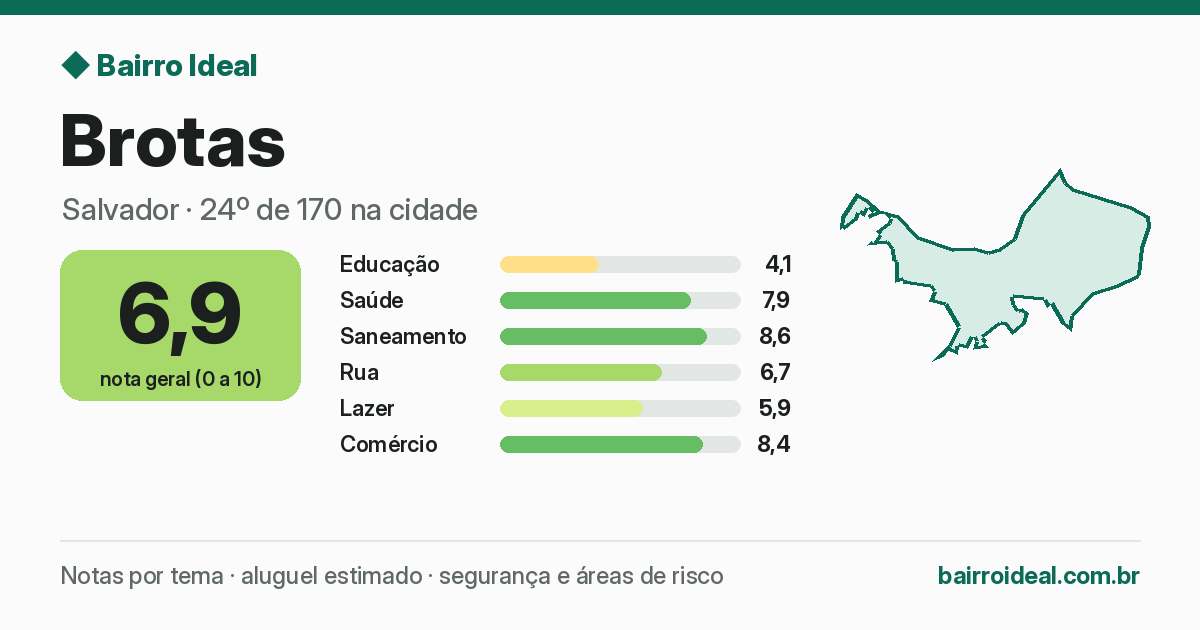 Bairro Ideal
Brotas
Salvador · 24º de 170 na cidade
6,9
nota geral (0 a 10)
Educação 4,1
Saúde 7,9
Saneamento 8,6
Rua 6,7
Lazer 5,9
Comércio 8,4
Notas por tema · aluguel estimado · segurança e áreas de risco
bairroideal.com.br